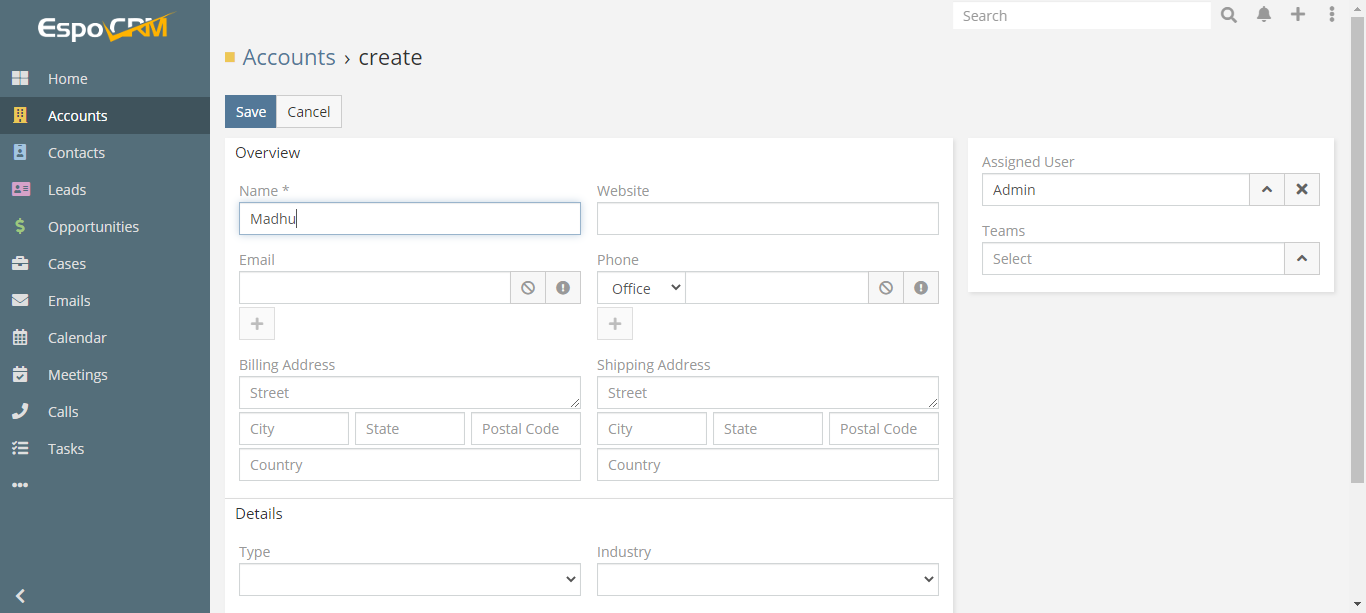 EspoCRM
Search
Home
Accounts
Contacts
Leads
Opportunities
Cases
Emails
Calendar
Meetings
Calls
Tasks
Accounts › create
Save Cancel
Overview
Name * Website
Madhu
Email Phone
Office
Billing Address Shipping Address
Street Street
City State Postal Code City State Postal Code
Country Country
Details
Type Industry
Assigned User
Admin
Teams
Select